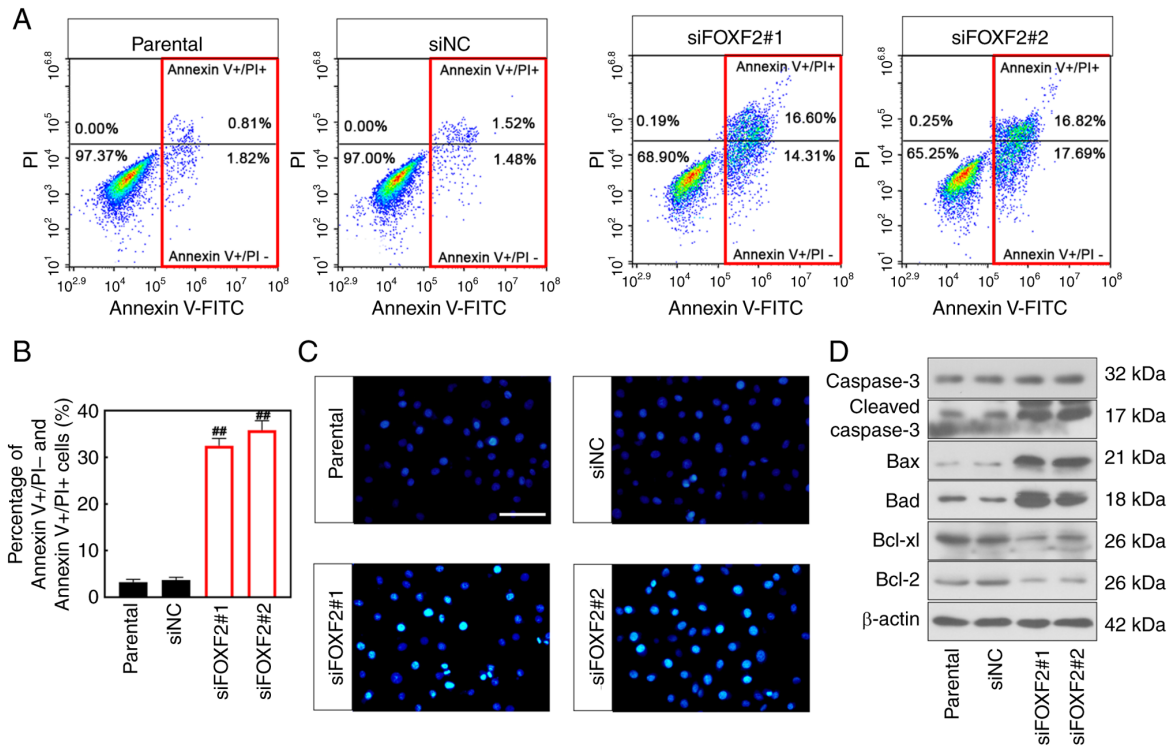 A
Parental
siNC
siFOXF2#1
siFOXF2#2
PI
10^6.8
10^5
10^4
10^3
10^2
10^1
Annexin V+/PI+
0.00%
0.81%
97.37%
1.82%
Annexin V+/PI -
10^2.9 10^4 10^5 10^6 10^7 10^8
Annexin V-FITC
PI
10^6.8
10^5
10^4
10^3
10^2
10^1
Annexin V+/PI+
0.00%
1.52%
97.00%
1.48%
Annexin V+/PI -
10^2.9 10^4 10^5 10^6 10^7 10^8
Annexin V-FITC
PI
10^6.8
10^5
10^4
10^3
10^2
10^1
Annexin V+/PI+
0.19%
16.60%
68.90%
14.31%
Annexin V+/PI -
10^2.9 10^4 10^5 10^6 10^7 10^8
Annexin V-FITC
PI
10^6.8
10^5
10^4
10^3
10^2
10^1
Annexin V+/PI+
0.25%
16.82%
65.25%
17.69%
Annexin V+/PI -
10^2.9 10^4 10^5 10^6 10^7 10^8
Annexin V-FITC
B
Percentage of
Annexin V+/PI– and
Annexin V+/PI+ cells (%)
40
30
20
10
0
##
##
Parental
siNC
siFOXF2#1
siFOXF2#2
C
Parental
siNC
siFOXF2#1
siFOXF2#2
D
Caspase-3 32 kDa
Cleaved
caspase-3 17 kDa
Bax 21 kDa
Bad 18 kDa
Bcl-xl 26 kDa
Bcl-2 26 kDa
β-actin 42 kDa
Parental
siNC
siFOXF2#1
siFOXF2#2